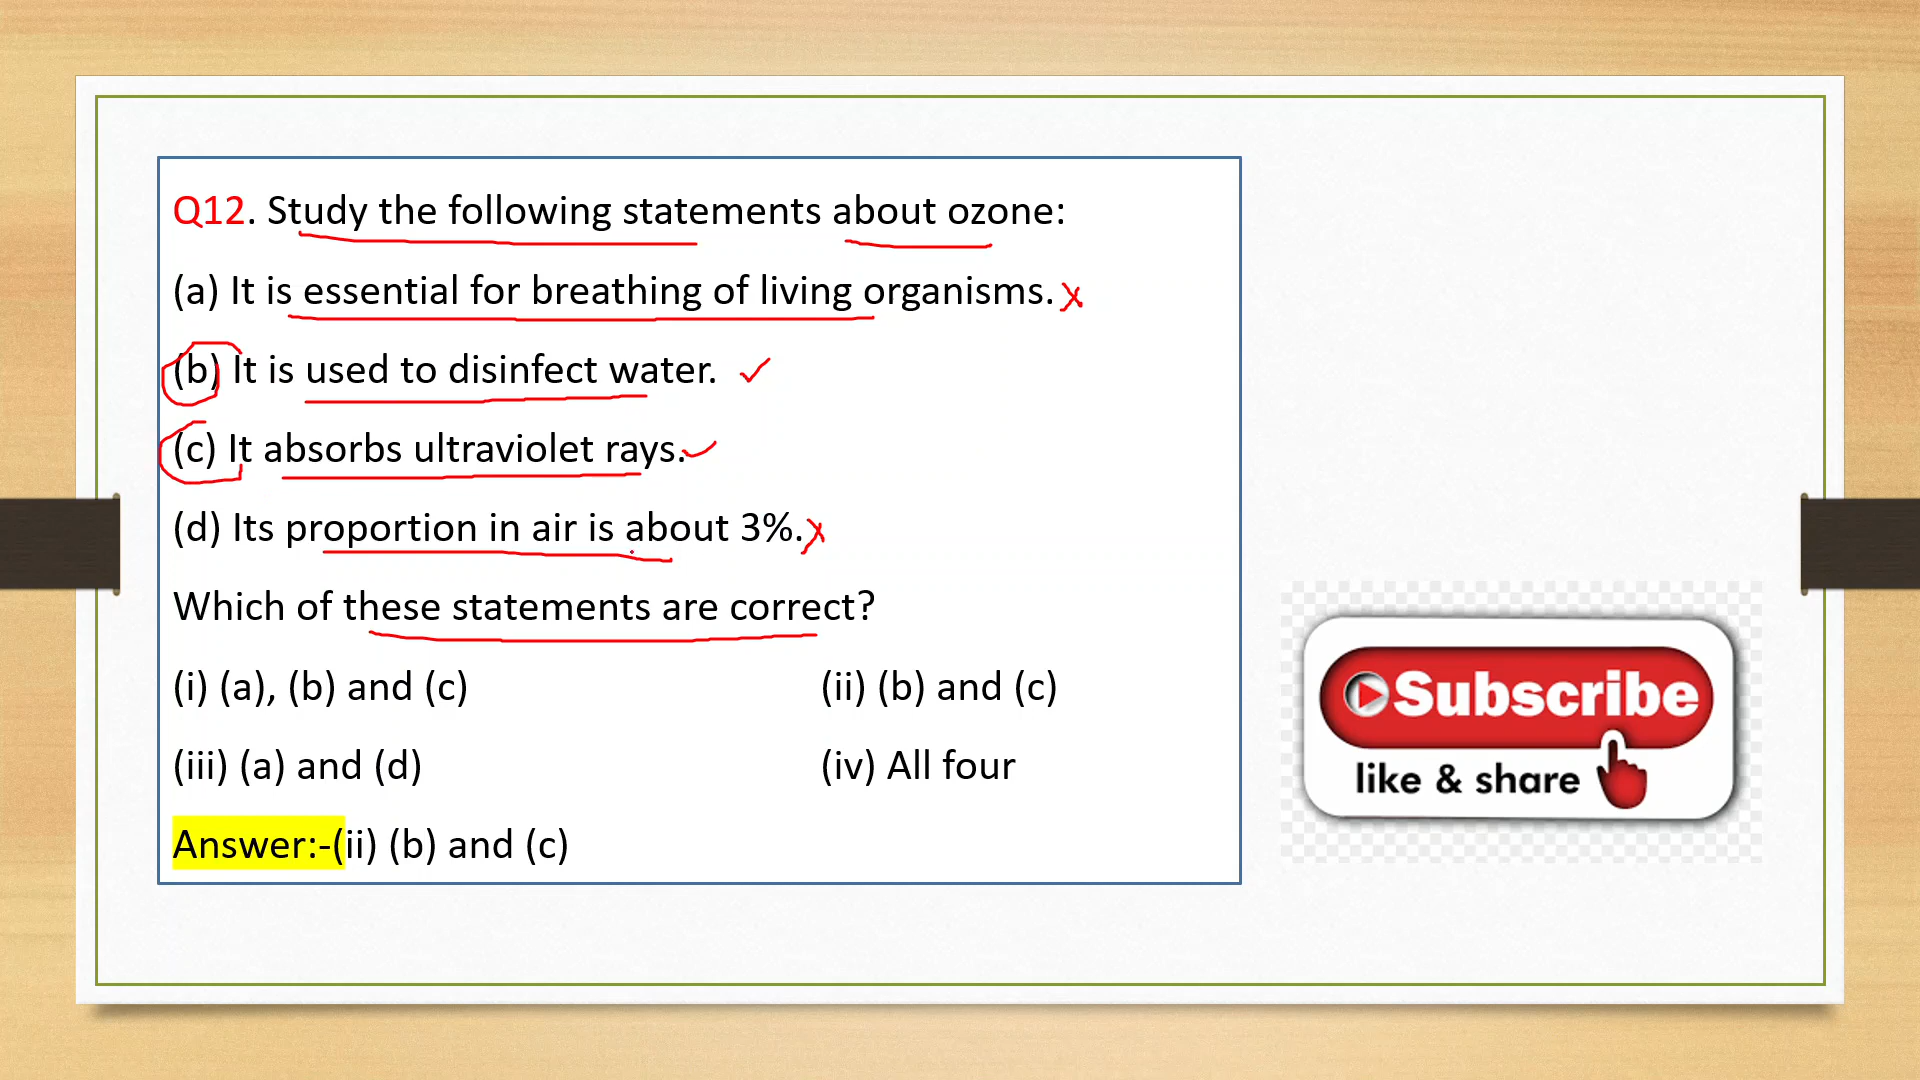 Q12. Study the following statements about ozone:
(a) It is essential for breathing of living organisms.
(b) It is used to disinfect water.
(c) It absorbs ultraviolet rays.
(d) Its proportion in air is about 3%.
Which of these statements are correct?
(i) (a), (b) and (c) (ii) (b) and (c)
(iii) (a) and (d) (iv) All four
Answer:-(ii) (b) and (c)
Subscribe
like & share